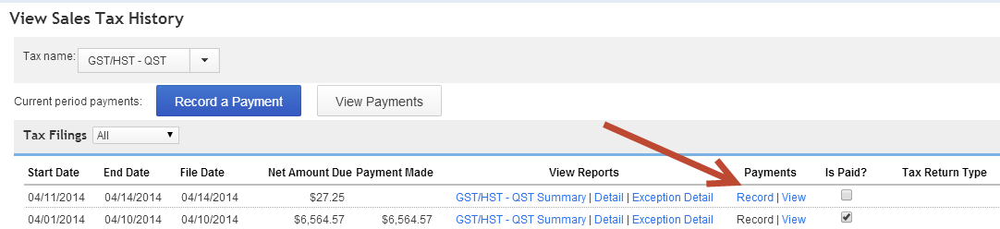 View Sales Tax History
Tax name: GST/HST - QST
Current period payments: Record a Payment View Payments
Tax Filings All
Start Date End Date File Date Net Amount Due Payment Made View Reports Payments Is Paid? Tax Return Type
04/11/2014 04/14/2014 04/14/2014 $27.25 GST/HST - QST Summary | Detail | Exception Detail Record | View
04/01/2014 04/10/2014 04/10/2014 $6,564.57 $6,564.57 GST/HST - QST Summary | Detail | Exception Detail Record | View